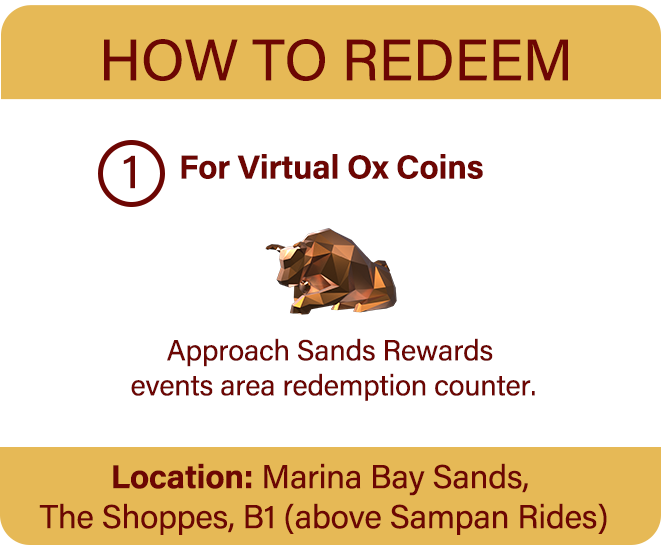 HOW TO REDEEM
1 For Virtual Ox Coins
Approach Sands Rewards
events area redemption counter.
Location: Marina Bay Sands,
The Shoppes, B1 (above Sampan Rides)